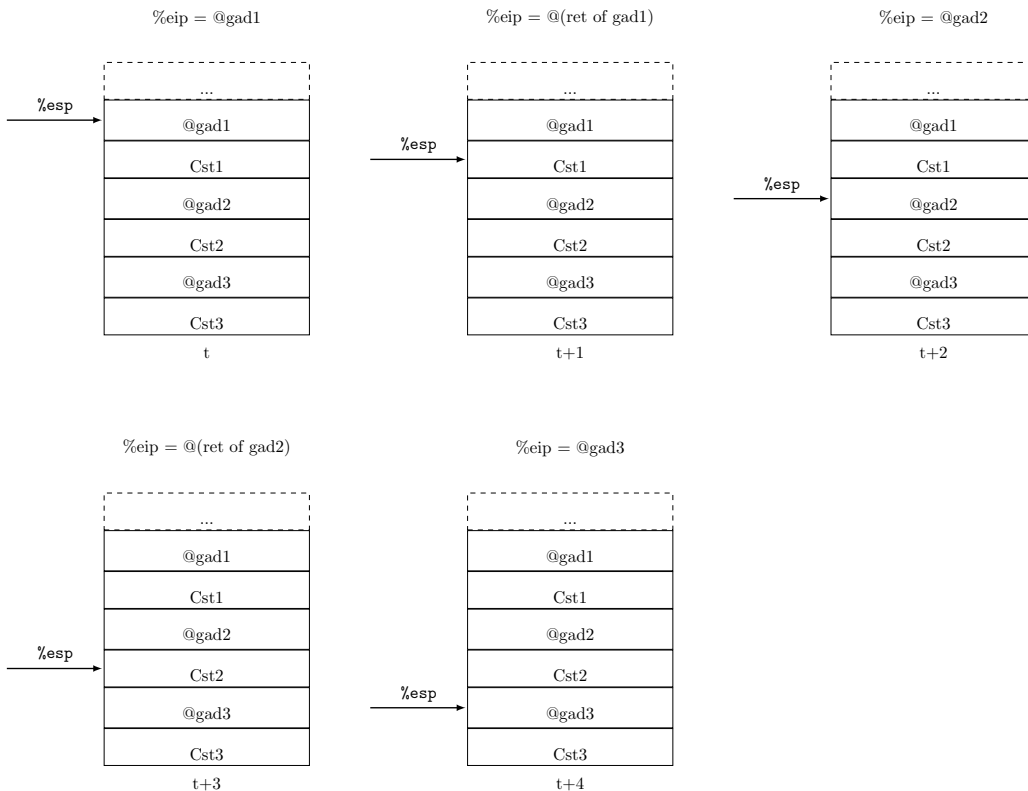 %eip = @gad1
%esp
...
@gad1
Cst1
@gad2
Cst2
@gad3
Cst3
t
%eip = @(ret of gad1)
%esp
...
@gad1
Cst1
@gad2
Cst2
@gad3
Cst3
t+1
%eip = @gad2
%esp
...
@gad1
Cst1
@gad2
Cst2
@gad3
Cst3
t+2
%eip = @(ret of gad2)
%esp
...
@gad1
Cst1
@gad2
Cst2
@gad3
Cst3
t+3
%eip = @gad3
%esp
...
@gad1
Cst1
@gad2
Cst2
@gad3
Cst3
t+4